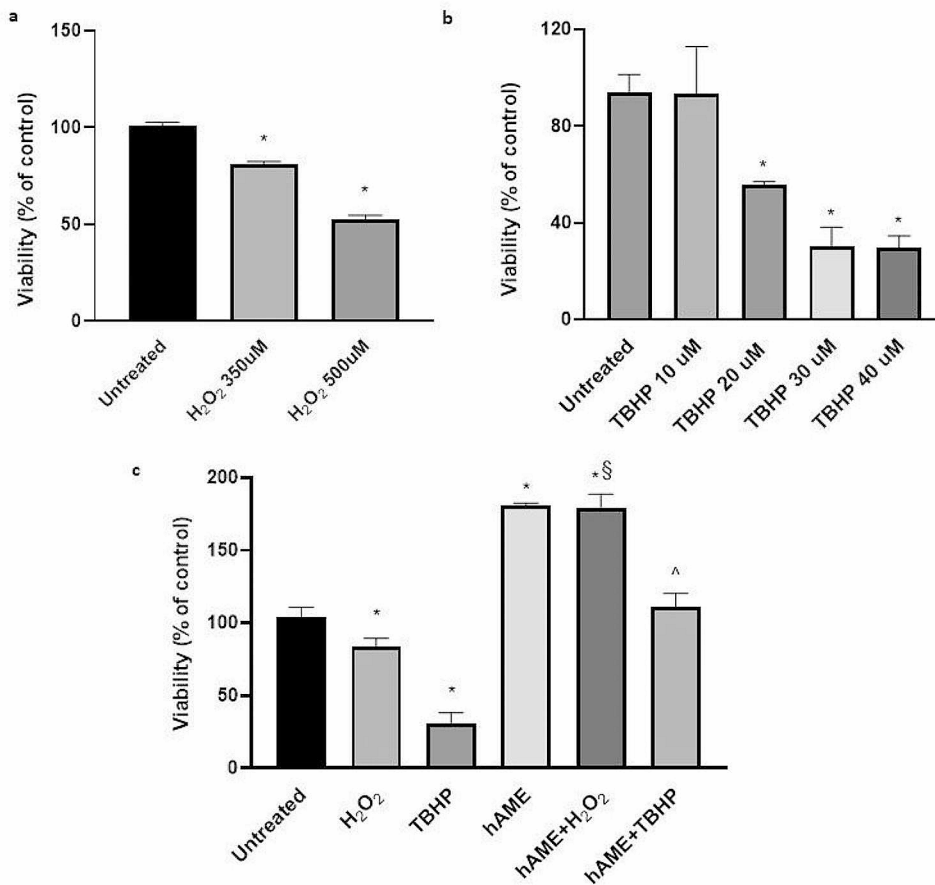 a
150
100
50
0
Viability (% of control)
*
*
Untreated
H₂O₂ 350uM
H₂O₂ 500uM
b
120
80
40
0
Viability (% of control)
*
*
*
Untreated
TBHP 10 uM
TBHP 20 uM
TBHP 30 uM
TBHP 40 uM
c
200
150
100
50
0
Viability (% of control)
*
*
*
*§
^
Untreated
H₂O₂
TBHP
hAME
hAME+H₂O₂
hAME+TBHP